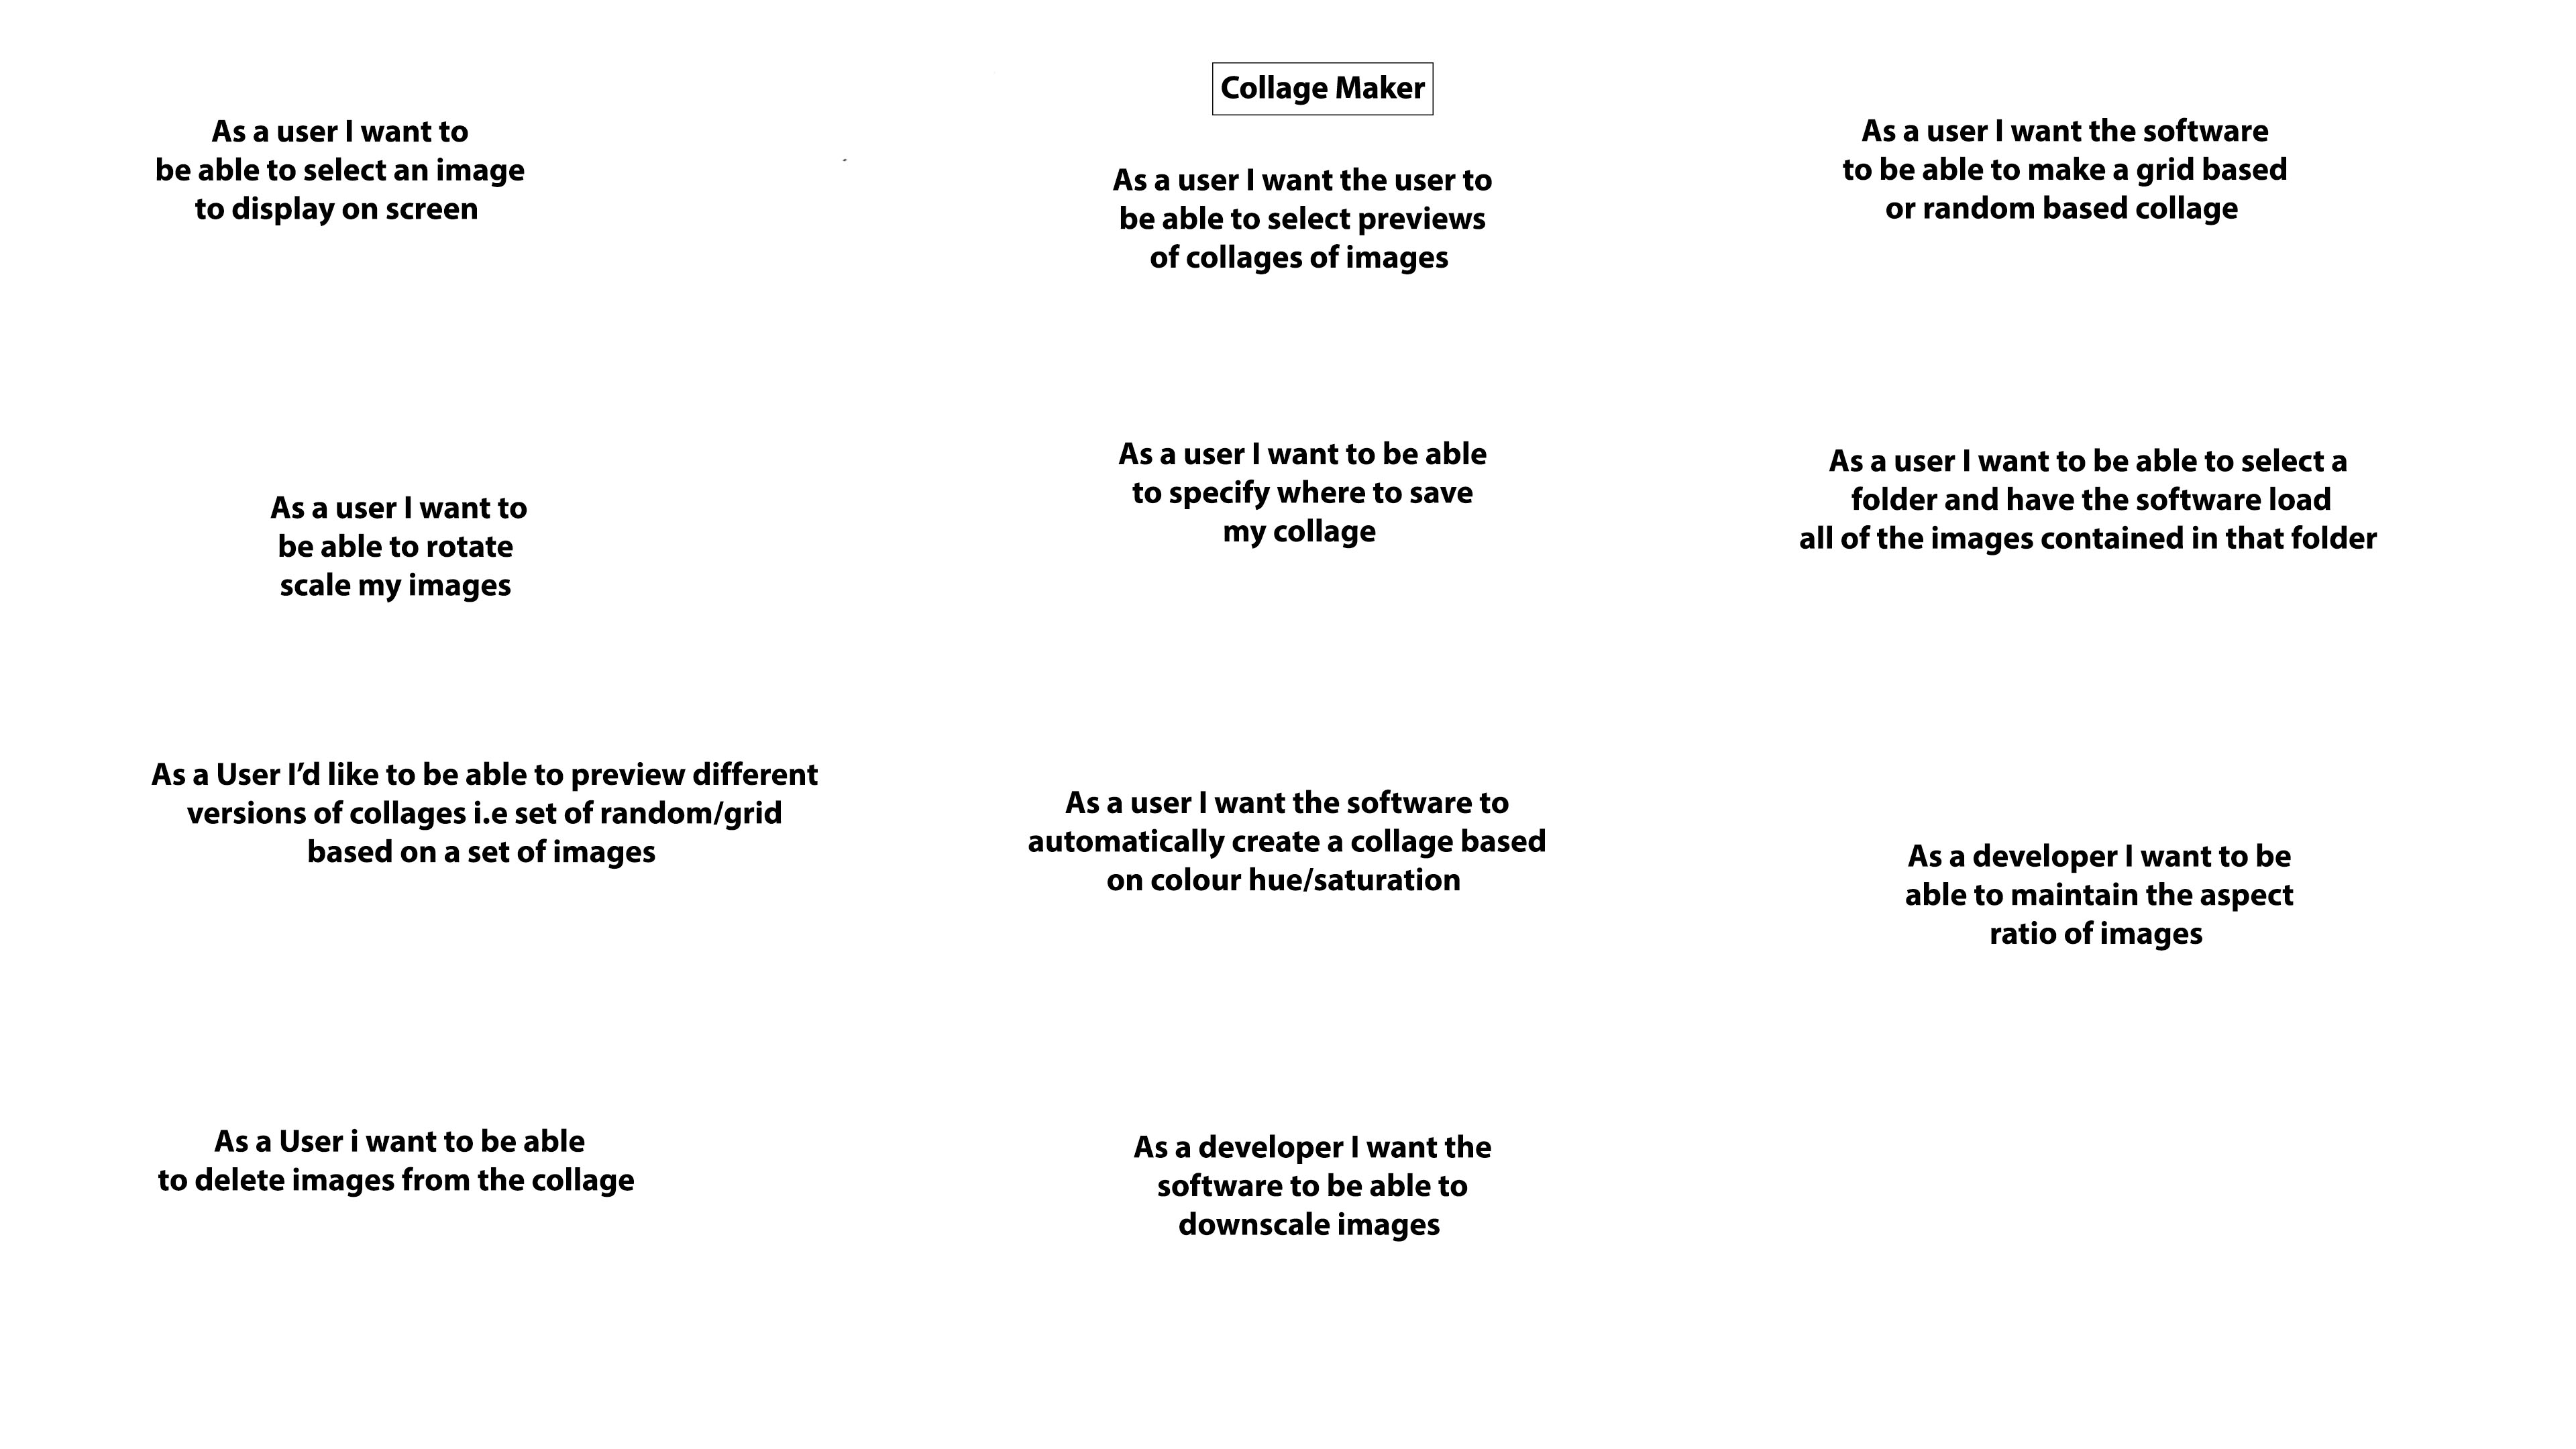 Collage Maker
As a user I want to
be able to select an image
to display on screen
As a user I want the user to
be able to select previews
of collages of images
As a user I want the software
to be able to make a grid based
or random based collage
As a user I want to
be able to rotate
scale my images
As a user I want to be able
to specify where to save
my collage
As a user I want to be able to select a
folder and have the software load
all of the images contained in that folder
As a User I’d like to be able to preview different
versions of collages i.e set of random/grid
based on a set of images
As a user I want the software to
automatically create a collage based
on colour hue/saturation
As a developer I want to be
able to maintain the aspect
ratio of images
As a User i want to be able
to delete images from the collage
As a developer I want the
software to be able to
downscale images